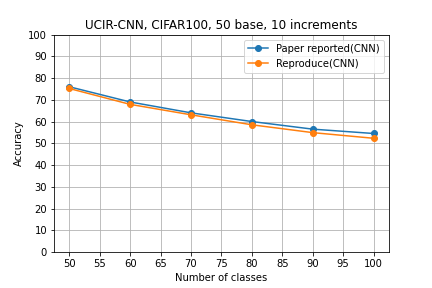 UCIR-CNN, CIFAR100, 50 base, 10 increments
100
90
80
70
60
50
40
30
20
10
0
Accuracy
Paper reported(CNN)
Reproduce(CNN)
50 55 60 65 70 75 80 85 90 95 100
Number of classes